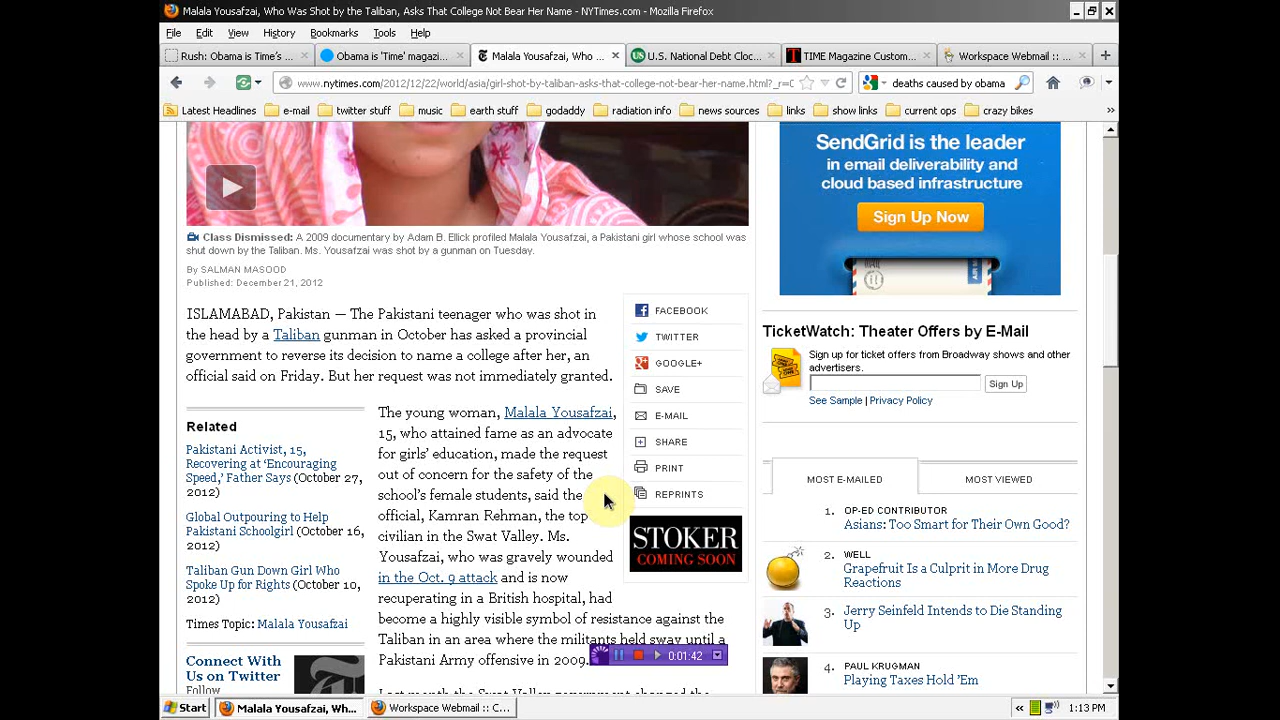 Malala Yousafzai, Who Was Shot by the Taliban, Asks That College Not Bear Her Name - NYTimes.com - Mozilla Firefox
File Edit View History Bookmarks Tools Help
Rush: Obama is Time's Obama is 'Time' magazi... Malala Yousafzai, Who ... U.S. National Debt Cloc... TIME Magazine Custom... Workspace Webmail :: ...
www.nytimes.com/2012/12/22/world/asia/girl-shot-by-taliban-asks-that-college-not-bear-her-name.html?_r=0 deaths caused by obama
Latest Headlines e-mail twitter stuff music earth stuff godaddy radiation info news sources links show links current ops crazy bikes
Class Dismissed: A 2009 documentary by Adam B. Ellick profiled Malala Yousafzai, a Pakistani girl whose school was
shut down by the Taliban. Ms. Yousafzai was shot by a gunman on Tuesday.
By SALMAN MASOOD
Published: December 21, 2012
ISLAMABAD, Pakistan — The Pakistani teenager who was shot in
the head by a Taliban gunman in October has asked a provincial
government to reverse its decision to name a college after her, an
official said on Friday. But her request was not immediately granted.
FACEBOOK
TWITTER
GOOGLE+
SAVE
E-MAIL
SHARE
PRINT
REPRINTS
STOKER
COMING SOON
Related
Pakistani Activist, 15,
Recovering at 'Encouraging
Speed,' Father Says (October 27,
2012)
Global Outpouring to Help
Pakistani Schoolgirl (October 16,
2012)
Taliban Gun Down Girl Who
Spoke Up for Rights (October 10,
2012)
Times Topic: Malala Yousafzai
Connect With
Us on Twitter
Follow
The young woman, Malala Yousafzai,
15, who attained fame as an advocate
for girls' education, made the request
out of concern for the safety of the
school's female students, said the
official, Kamran Rehman, the top
civilian in the Swat Valley. Ms.
Yousafzai, who was gravely wounded
in the Oct. 9 attack and is now
recuperating in a British hospital, had
become a highly visible symbol of resistance against the
Taliban in an area where the militants held sway until a
Pakistani Army offensive in 2009.
0:01:42
SendGrid is the leader
in email deliverability and
cloud based infrastructure
Sign Up Now
TicketWatch: Theater Offers by E-Mail
Sign up for ticket offers from Broadway shows and other
advertisers.
Sign Up
See Sample | Privacy Policy
MOST E-MAILED MOST VIEWED
1. OP-ED CONTRIBUTOR
Asians: Too Smart for Their Own Good?
2. WELL
Grapefruit Is a Culprit in More Drug
Reactions
3. Jerry Seinfeld Intends to Die Standing
Up
4. PAUL KRUGMAN
Playing Taxes Hold 'Em
Start Malala Yousafzai, Wh... Workspace Webmail :: C... 1:13 PM